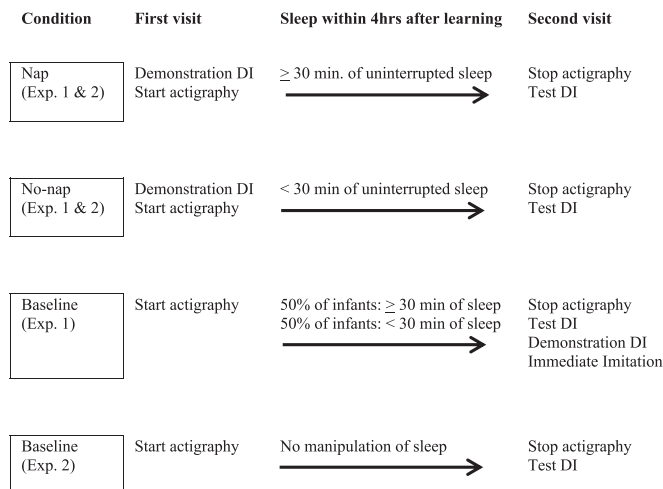 Condition First visit Sleep within 4hrs after learning Second visit
Nap Demonstration DI ≥ 30 min. of uninterrupted sleep Stop actigraphy
(Exp. 1 & 2) Start actigraphy Test DI
No-nap Demonstration DI < 30 min of uninterrupted sleep Stop actigraphy
(Exp. 1 & 2) Start actigraphy Test DI
Baseline Start actigraphy 50% of infants: ≥ 30 min of sleep Stop actigraphy
(Exp. 1) 50% of infants: < 30 min of sleep Test DI
Demonstration DI
Immediate Imitation
Baseline Start actigraphy No manipulation of sleep Stop actigraphy
(Exp. 2) Test DI